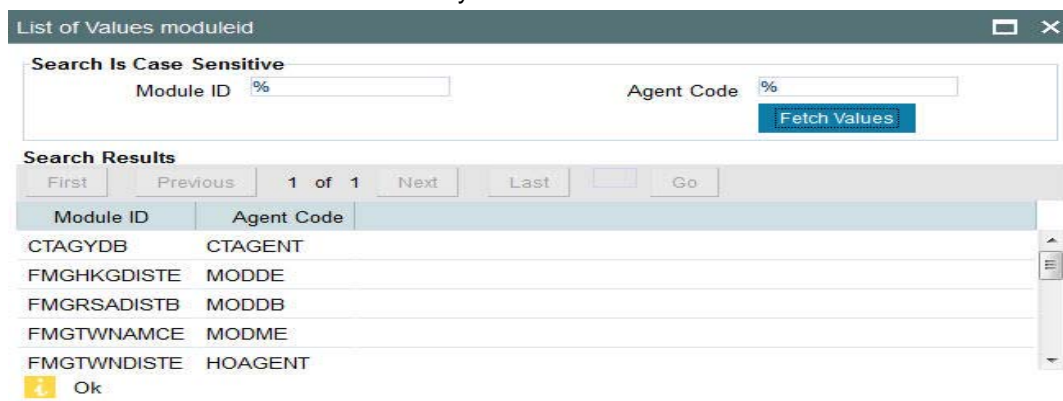 List of Values moduleid
Search Is Case Sensitive
Module ID % Agent Code %
Fetch Values
Search Results
First Previous 1 of 1 Next Last Go
Module ID Agent Code
CTAGYDB CTAGENT
FMGHKGDISTE MODDE
FMGRSADISTB MODDB
FMGTWNAMCE MODME
FMGTWNDISTE HOAGENT
i Ok